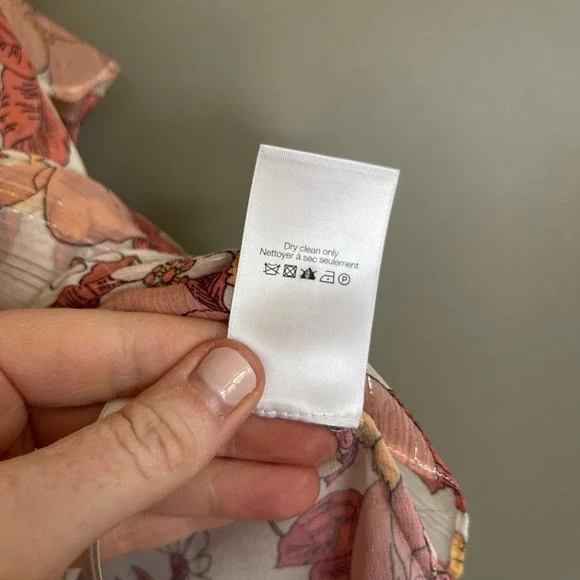 Dry clean only
Nettoyer à sec seulement
P